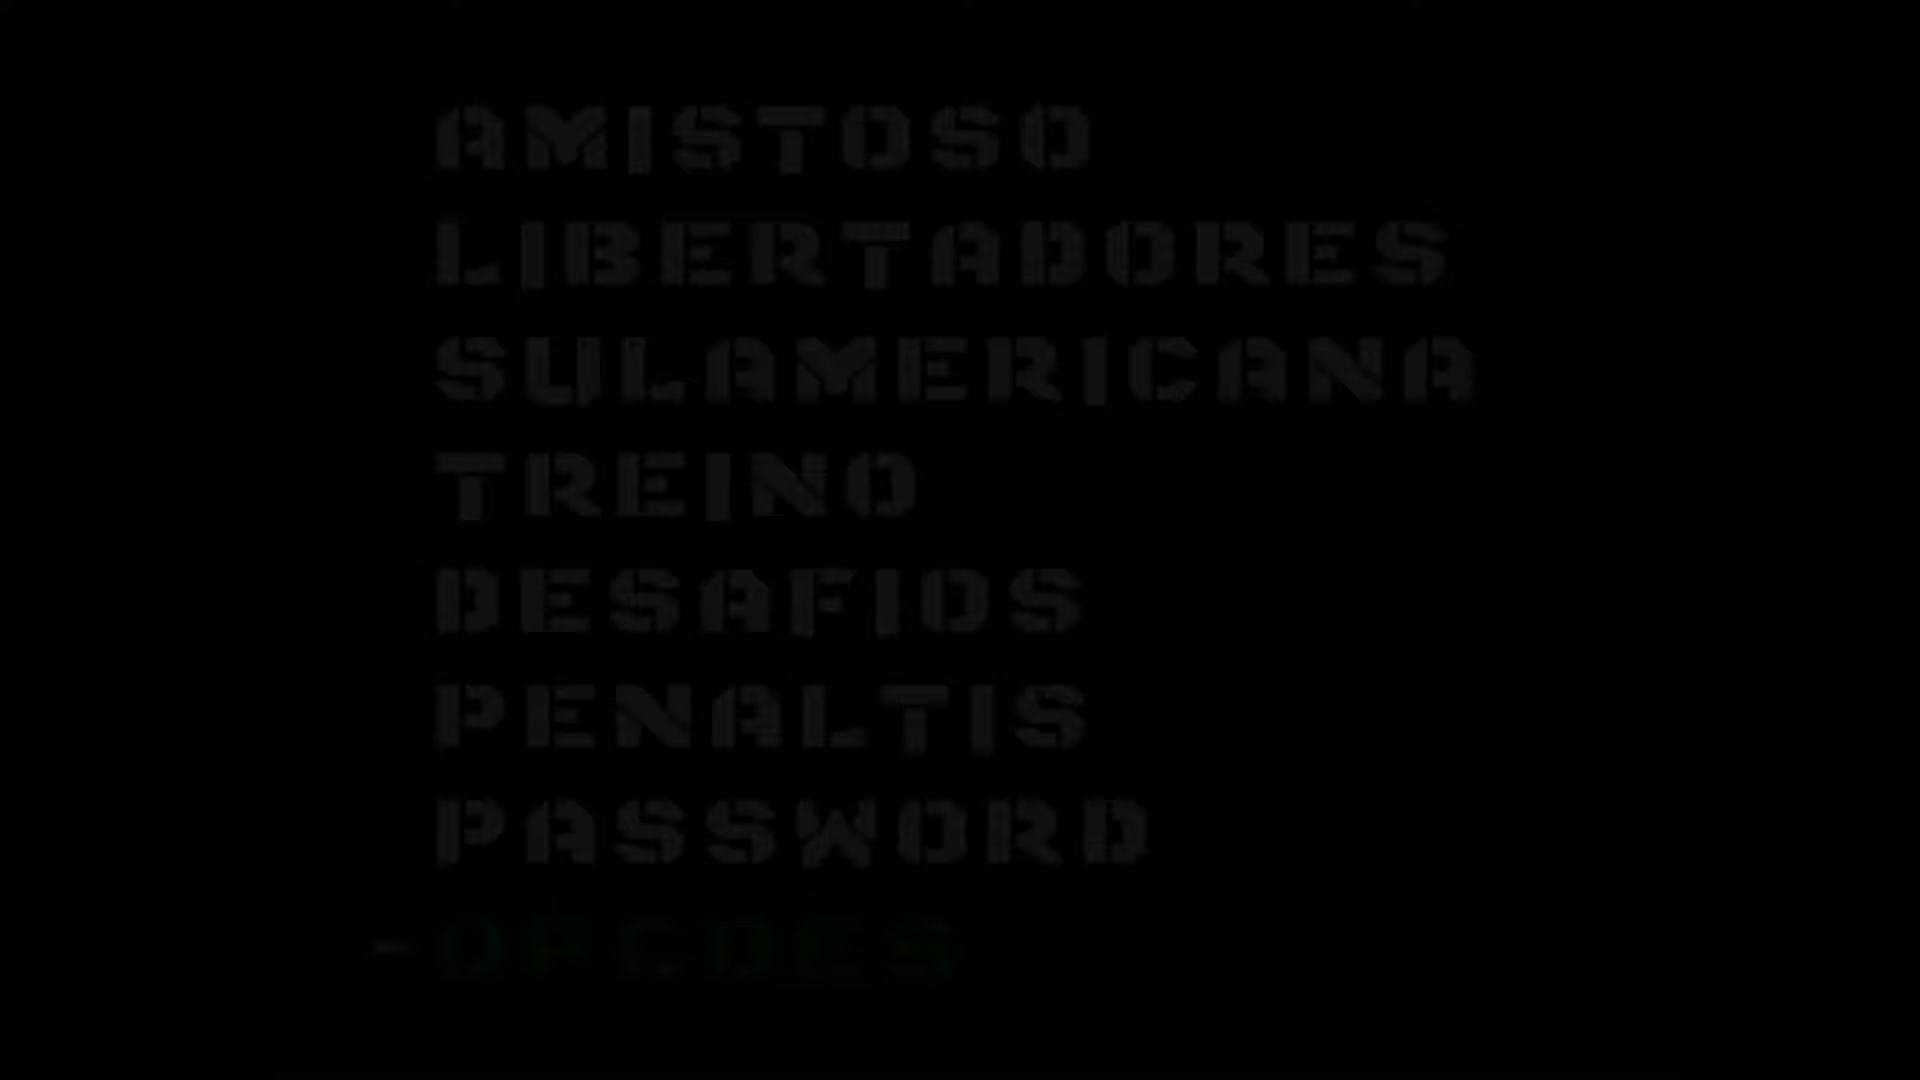 AMISTOSO
LIBERTADORES
SULAMERICANA
TREINO
DESAFIOS
PENALTIS
PASSWORD
-OPCOES